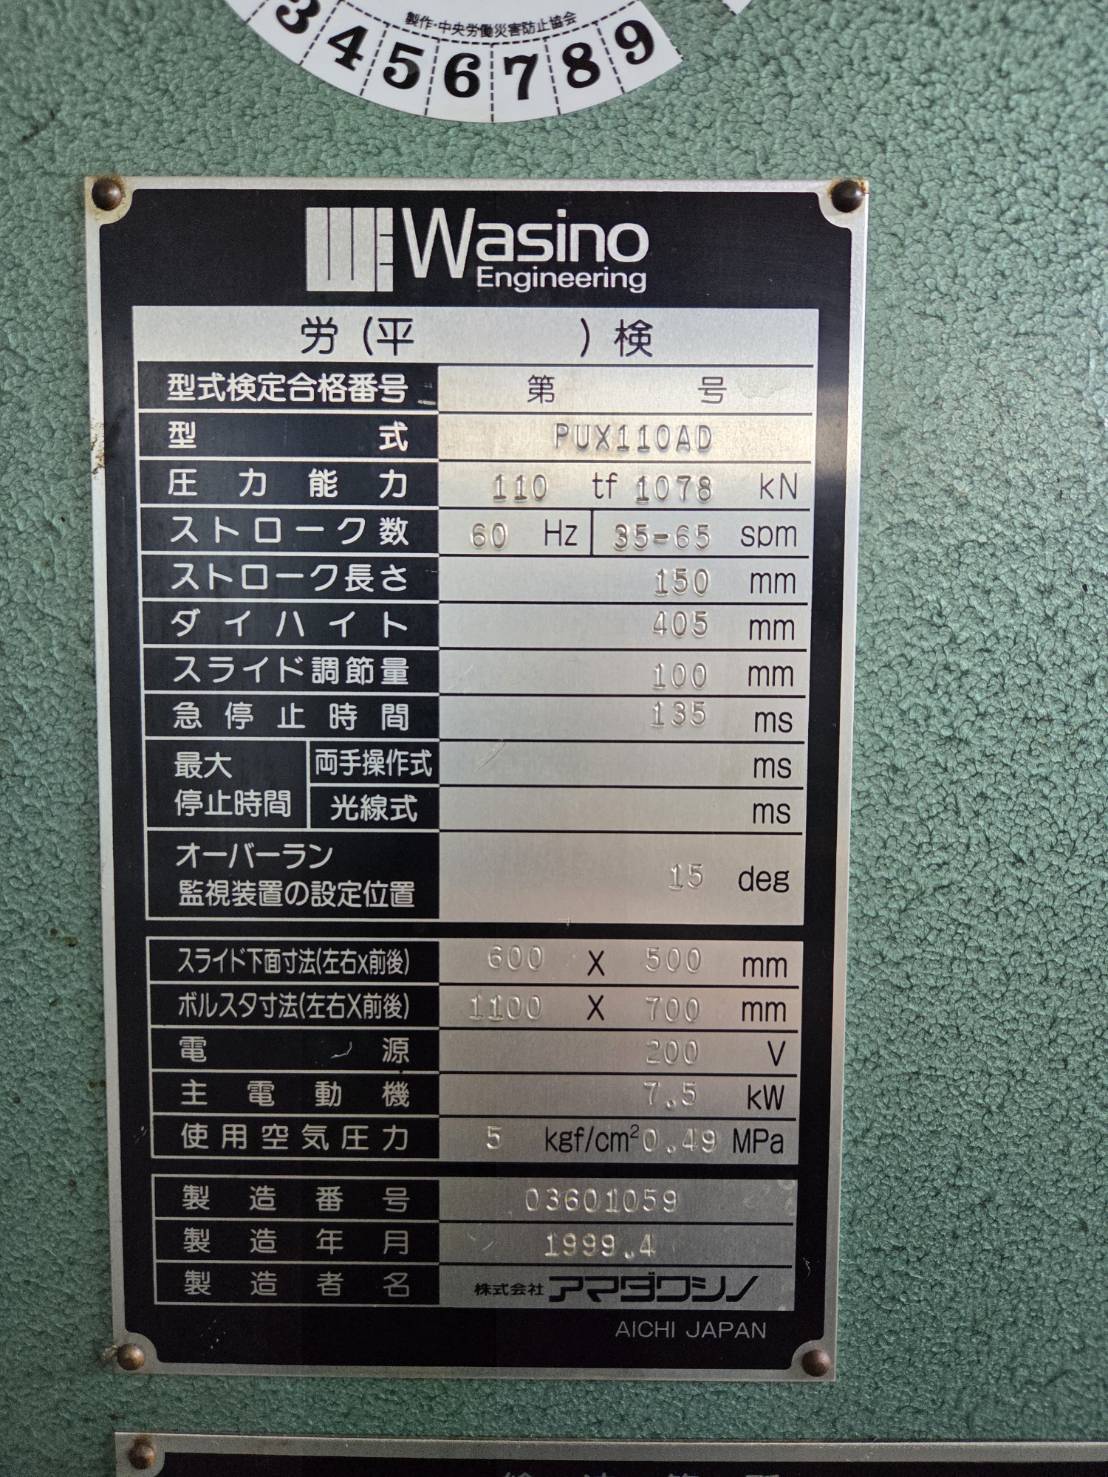 製作・中央労働災害防止協会
3 4 5 6 7 8 9
Wasino
Engineering
労(平 )検
型式検定合格番号 第 号
型式 PUX110AD
圧力能力 110 tf 1078 kN
ストローク数 60 Hz 35-65 spm
ストローク長さ 150 mm
ダイハイト 405 mm
スライド調節量 100 mm
急停止時間 135 ms
最大停止時間 両手操作式 ms
光線式 ms
オーバーラン
監視装置の設定位置 15 deg
スライド下面寸法(左右x前後) 600 X 500 mm
ボルスタ寸法(左右X前後) 1100 X 700 mm
電源 200 V
主電動機 7.5 kW
使用空気圧力 5 kgf/cm² 0.49 MPa
製造番号 03601059
製造年月 1999.4
製造者名 株式会社 アマダワシノ
AICHI JAPAN